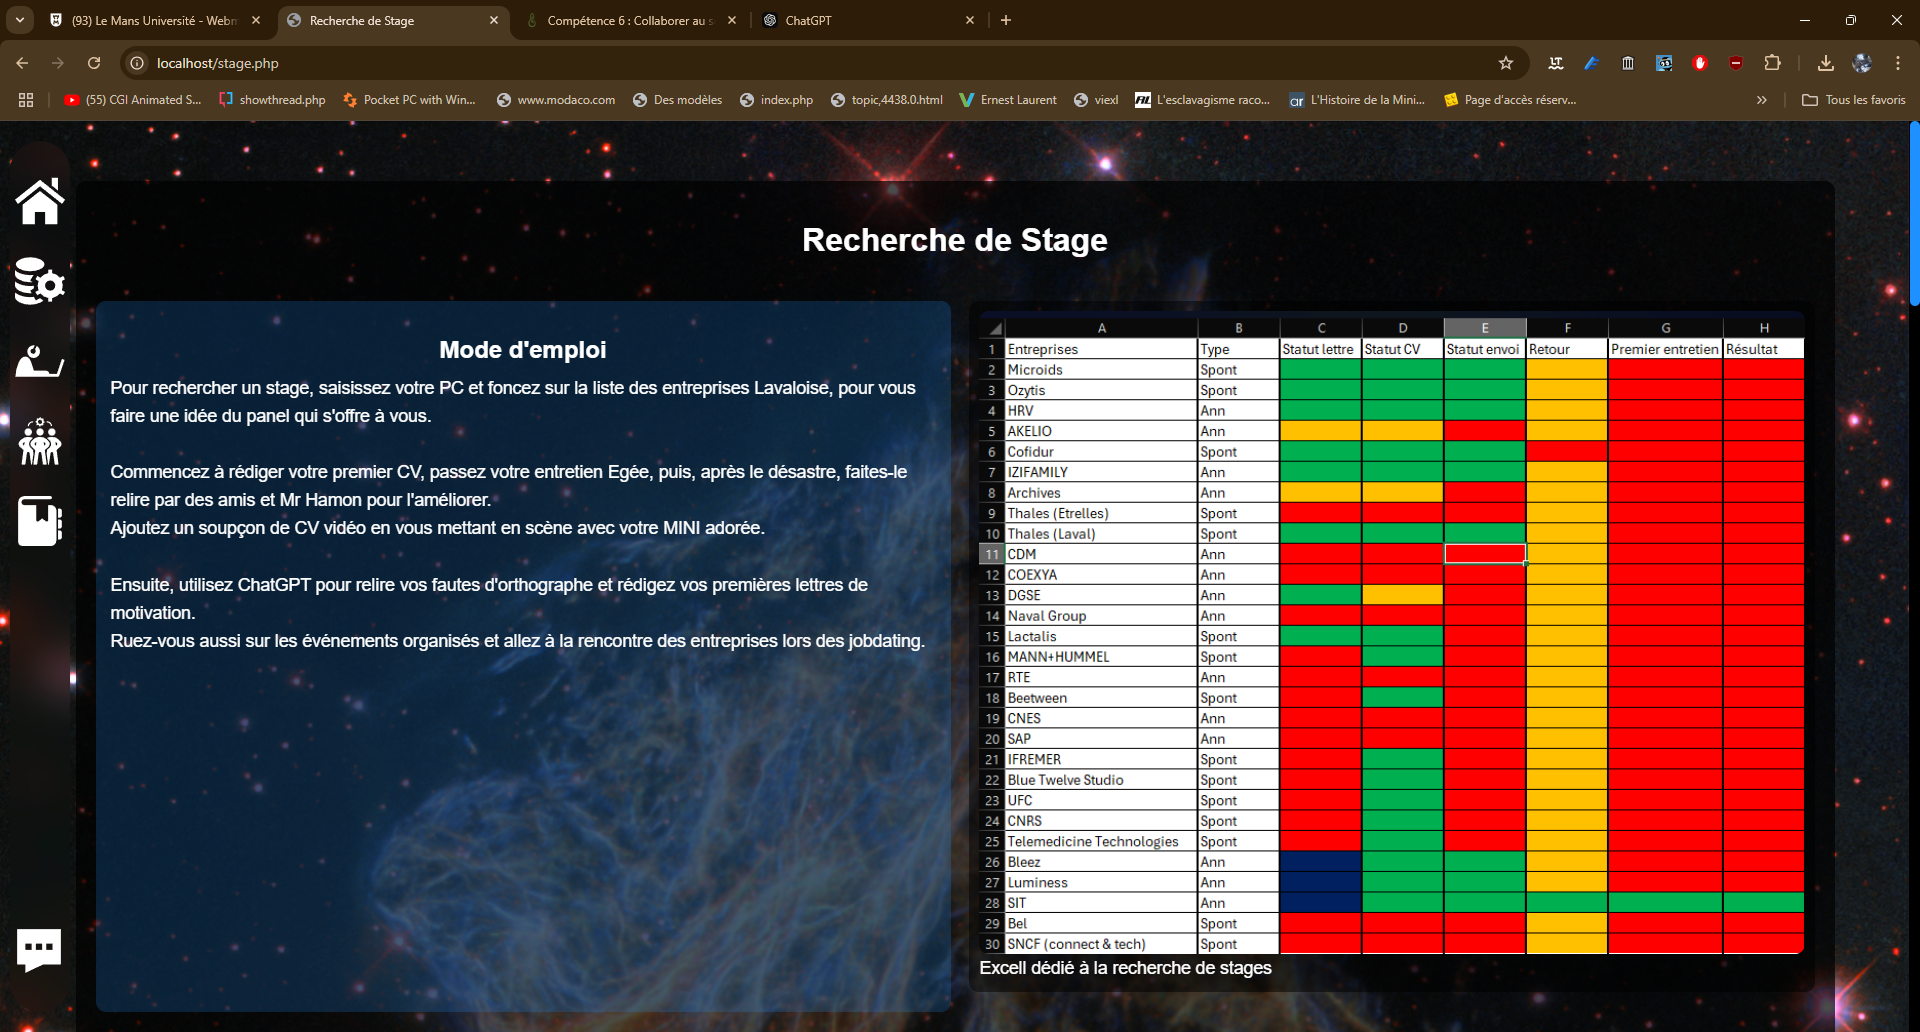 (93) Le Mans Université - Webm
Recherche de Stage
Compétence 6 : Collaborer au s
ChatGPT
localhost/stage.php
(55) CGI Animated S...
showthread.php
Pocket PC with Win...
www.modaco.com
Des modèles
index.php
topic,4438.0.html
Ernest Laurent
viexl
L'esclavagisme raco...
L'Histoire de la Mini...
Page d'accès réserv...
Tous les favoris
Recherche de Stage
Mode d'emploi
Pour rechercher un stage, saisissez votre PC et foncez sur la liste des entreprises Lavaloise, pour vous
faire une idée du panel qui s'offre à vous.
Commencez à rédiger votre premier CV, passez votre entretien Egée, puis, après le désastre, faites-le
relire par des amis et Mr Hamon pour l'améliorer.
Ajoutez un soupçon de CV vidéo en vous mettant en scène avec votre MINI adorée.
Ensuite, utilisez ChatGPT pour relire vos fautes d'orthographe et rédigez vos premières lettres de
motivation.
Ruez-vous aussi sur les événements organisés et allez à la rencontre des entreprises lors des jobdating.
A B C D E F G H
1 Entreprises Type Statut lettre Statut CV Statut envoi Retour Premier entretien Résultat
2 Microids Spont
3 Ozytis Spont
4 HRV Ann
5 AKELIO Ann
6 Cofidur Spont
7 IZIFAMILY Ann
8 Archives Ann
9 Thales (Etrelles) Spont
10 Thales (Laval) Spont
11 CDM Ann
12 COEXYA Ann
13 DGSE Ann
14 Naval Group Ann
15 Lactalis Spont
16 MANN+HUMMEL Spont
17 RTE Ann
18 Beetween Spont
19 CNES Ann
20 SAP Ann
21 IFREMER Spont
22 Blue Twelve Studio Spont
23 UFC Spont
24 CNRS Spont
25 Telemedicine Technologies Spont
26 Bleez Ann
27 Luminess Ann
28 SIT Ann
29 Bel Spont
30 SNCF (connect & tech) Spont
Excell dédié à la recherche de stages